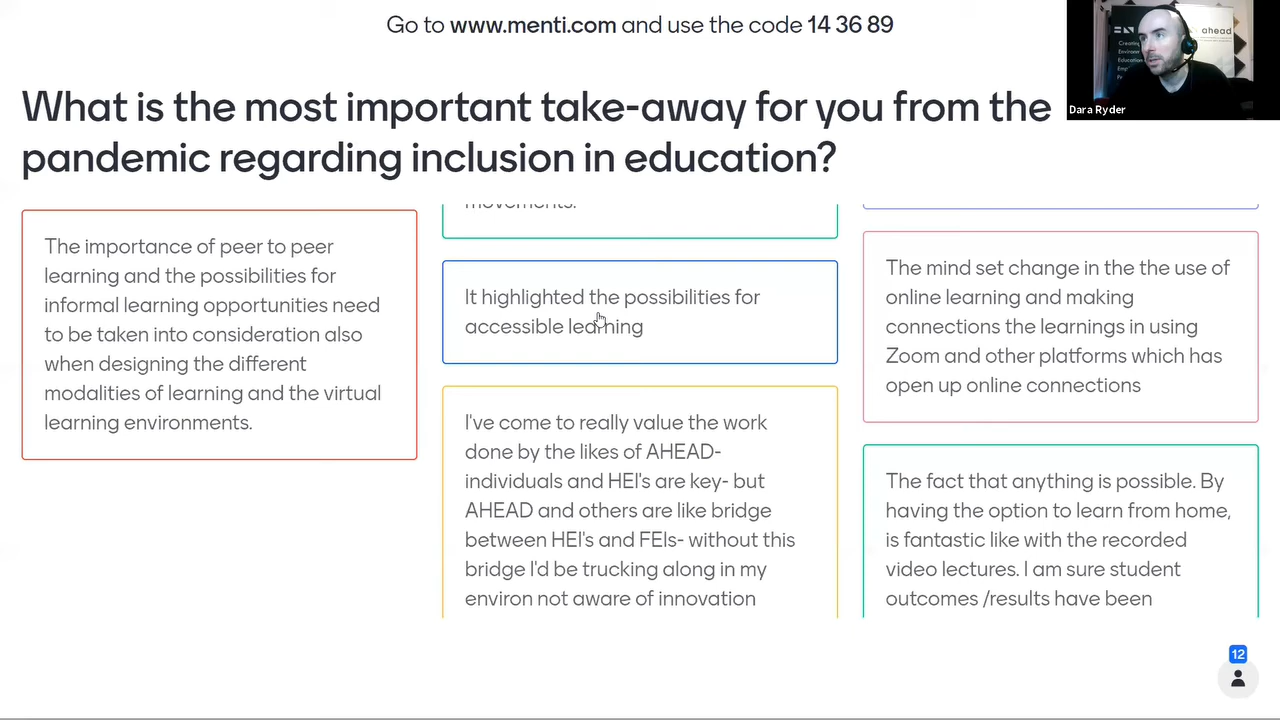 Go to www.menti.com and use the code 14 36 89
What is the most important take-away for you from the
pandemic regarding inclusion in education?
The importance of peer to peer
learning and the possibilities for
informal learning opportunities need
to be taken into consideration also
when designing the different
modalities of learning and the virtual
learning environments.
movements.
It highlighted the possibilities for
accessible learning
I've come to really value the work
done by the likes of AHEAD-
individuals and HEI's are key- but
AHEAD and others are like bridge
between HEI's and FEIs- without this
bridge I'd be trucking along in my
environ not aware of innovation
The mind set change in the the use of
online learning and making
connections the learnings in using
Zoom and other platforms which has
open up online connections
The fact that anything is possible. By
having the option to learn from home,
is fantastic like with the recorded
video lectures. I am sure student
outcomes /results have been
ahead
Dara Ryder
12